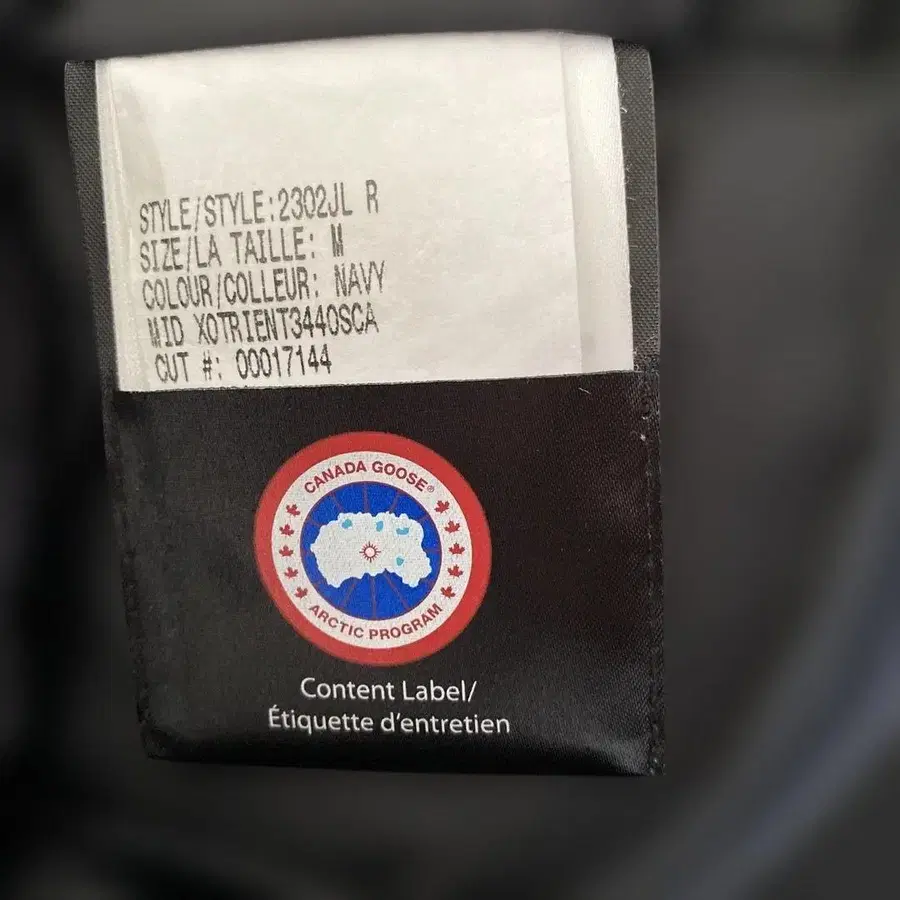 STYLE/STYLE:2302JL R
SIZE/LA TAILLE: M
COLOUR/COLLEUR: NAVY
MID XOTRIENT3440SCA
CUT #: 00017144
CANADA GOOSE®
ARCTIC PROGRAM
Content Label/
Étiquette d'entretien